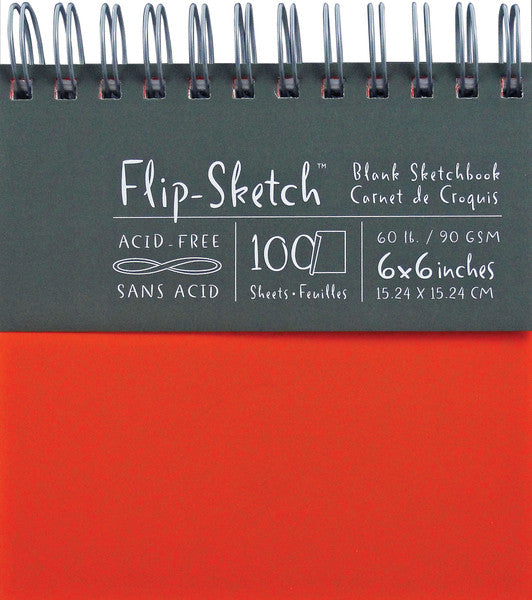 Flip-Sketch™
Blank Sketchbook
Carnet de Croquis
ACID-FREE
SANS ACID
100
Sheets • Feuilles
60 lb. / 90 GSM
6x6 inches
15.24 X 15.24 CM